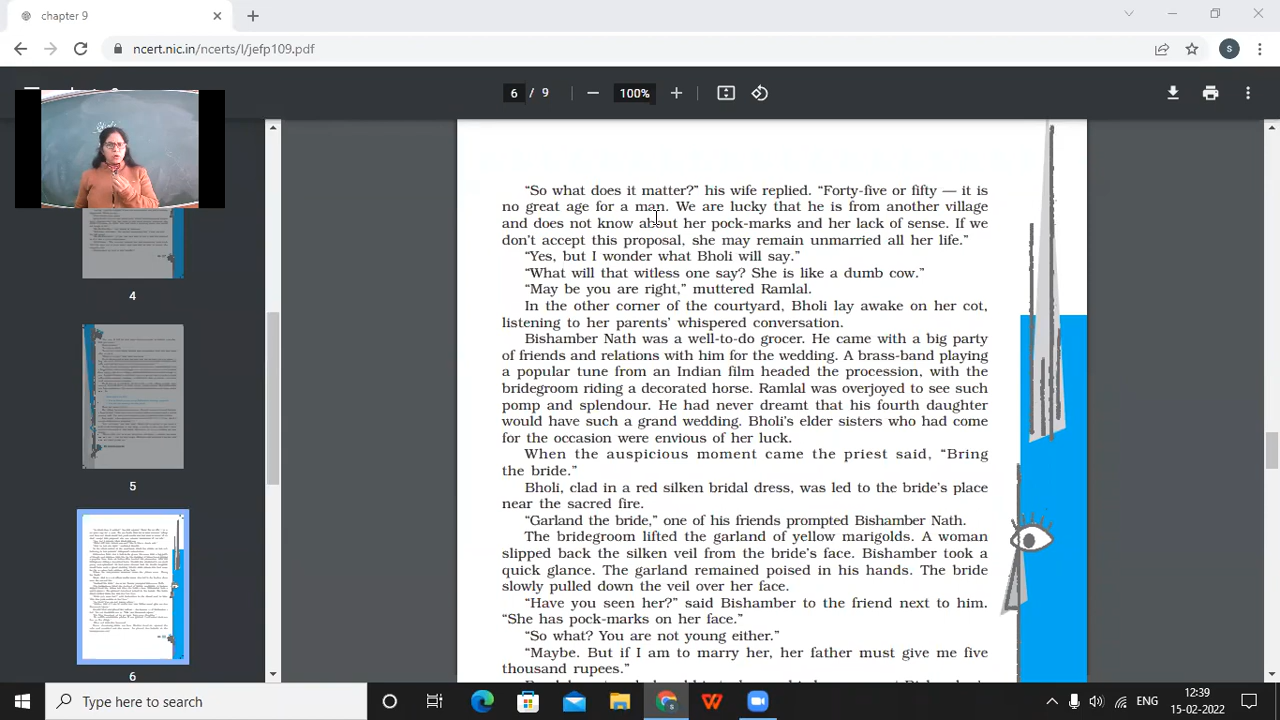 chapter 9
ncert.nic.in/ncerts/l/jefp109.pdf
S
6 / 9
100%
“So what does it matter?” his wife replied. “Forty-five or fifty — it is
no great age for a man. We are lucky that he is from another village
and does not know about her pock-marks and her lack of sense. If we
don’t accept this proposal, she may remain unmarried all her life.”
“Yes, but I wonder what Bholi will say.”
“What will that witless one say? She is like a dumb cow.”
“May be you are right,” muttered Ramlal.
In the other corner of the courtyard, Bholi lay awake on her cot,
listening to her parents’ whispered conversation.
Bishamber Nath was a well-to-do grocer. He came with a big party
of friends and relations with him for the wedding. A brass-band playing
a popular tune from an Indian film headed the procession, with the
bridegroom riding a decorated horse. Ramlal was overjoyed to see such
pomp and splendour. He had never dreamt that his fourth daughter
would have such a grand wedding. Bholi’s elder sisters who had come
for the occasion were envious of her luck.
When the auspicious moment came the priest said, “Bring
the bride.”
Bholi, clad in a red silken bridal dress, was led to the bride’s place
near the sacred fire.
“Garland the bride,” one of his friends prompted Bishamber Nath.
The bridegroom lifted the garland of yellow marigolds. A woman
slipped back the silken veil from the bride’s face. Bishamber took a
quick glance. The garland remained poised in his hands. The bride
slowly pulled down the veil over her face.
“Have you seen her?” said Bishamber to the friend next to him.
“She has pock-marks on her face.”
“So what? You are not young either.”
“Maybe. But if I am to marry her, her father must give me five
thousand rupees.”
4
5
6
Type here to search
ENG
12:39
15-02-2022